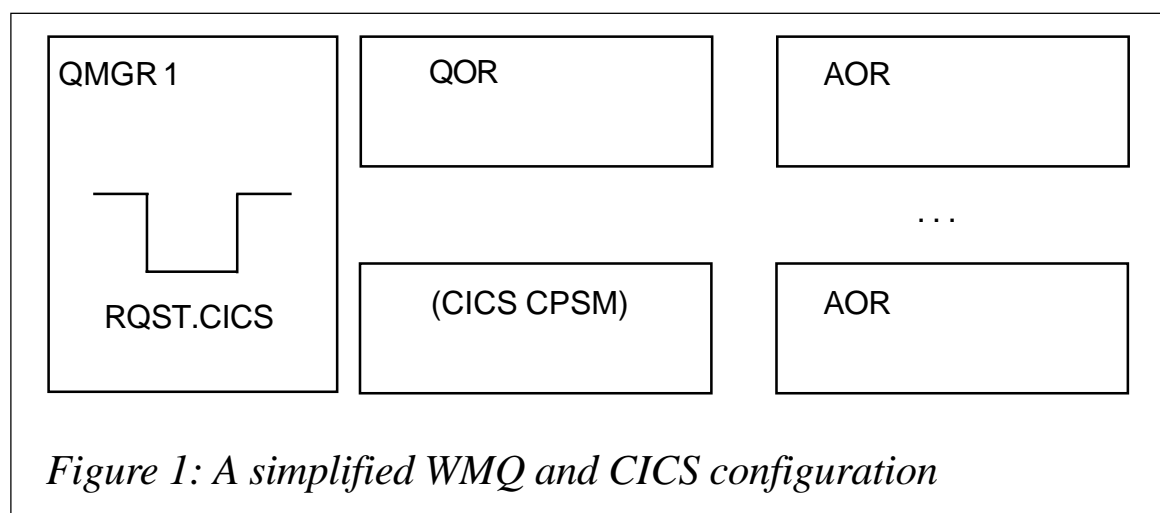 QMGR 1
QOR
AOR
. . .
RQST.CICS
(CICS CPSM)
AOR
Figure 1: A simplified WMQ and CICS configuration